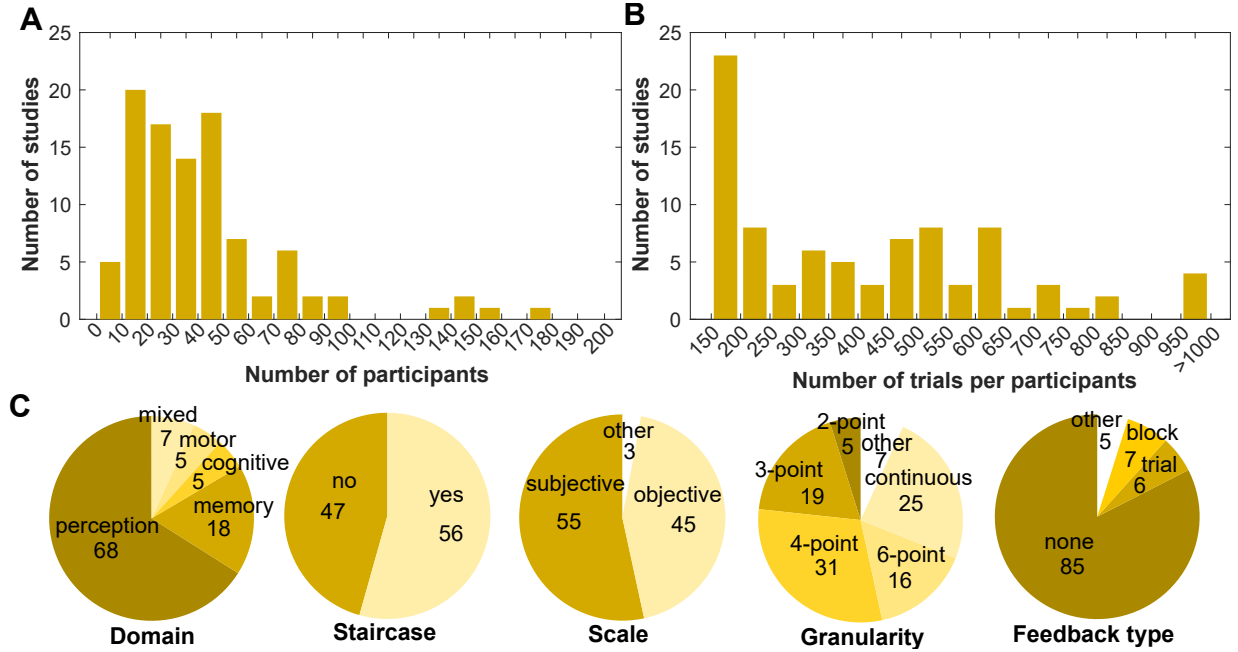 A
25
20
15
10
5
0
Number of studies
0
10
20
30
40
50
60
70
80
90
100
110
120
130
140
150
160
170
180
190
200
Number of participants
B
25
20
15
10
5
0
Number of studies
150
200
250
300
350
400
450
500
550
600
650
700
750
800
850
900
950
>1000
Number of trials per participants
C
mixed
7
motor
5
cognitive
5
memory
18
perception
68
Domain
no
47
yes
56
Staircase
other
3
subjective
55
objective
45
Scale
2-point
5
other
7
continuous
25
3-point
19
4-point
31
6-point
16
Granularity
other
5
block
7
trial
6
none
85
Feedback type